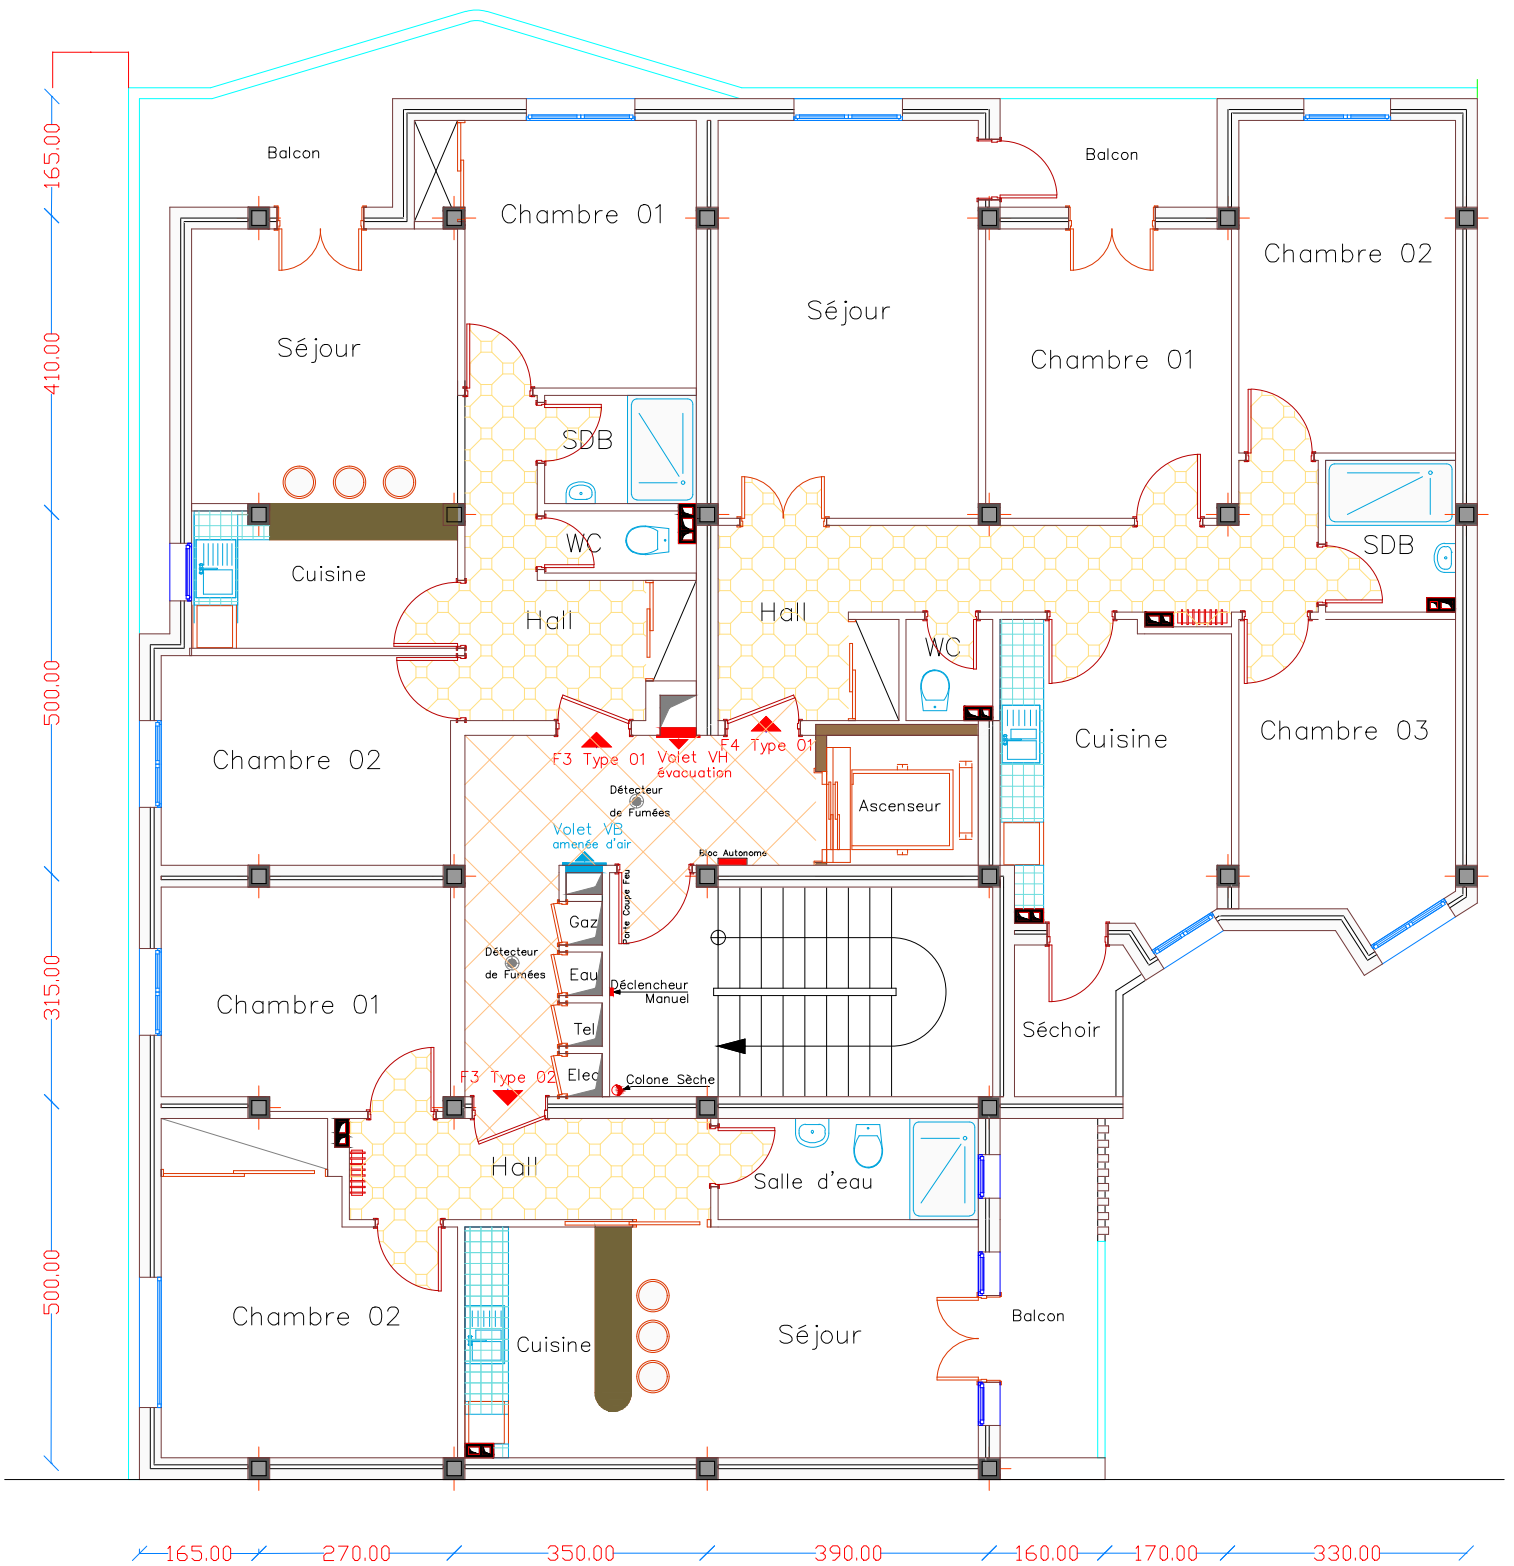 165.00
Balcon
Balcon
Chambre 01
Chambre 02
Séjour
Séjour
410.00
Chambre 01
SDB
WC
SDB
Cuisine
Hall
Hall
WC
500.00
Chambre 02
Cuisine
Chambre 03
F3 Type 01
Volet VH
évacuation
F4 Type 01
Détecteur
de Fumées
Ascenseur
Volet VB
amenée d'air
Bloc Autonome
Porte Coupe Feu
Gaz
Détecteur
de Fumées
Eau
Déclencheur
Manuel
315.00
Chambre 01
Tel
Séchoir
F3 Type 02
Elec
Colone Sèche
Hall
Salle d'eau
500.00
Chambre 02
Cuisine
Séjour
Balcon
165.00
270.00
350.00
390.00
160.00
170.00
330.00